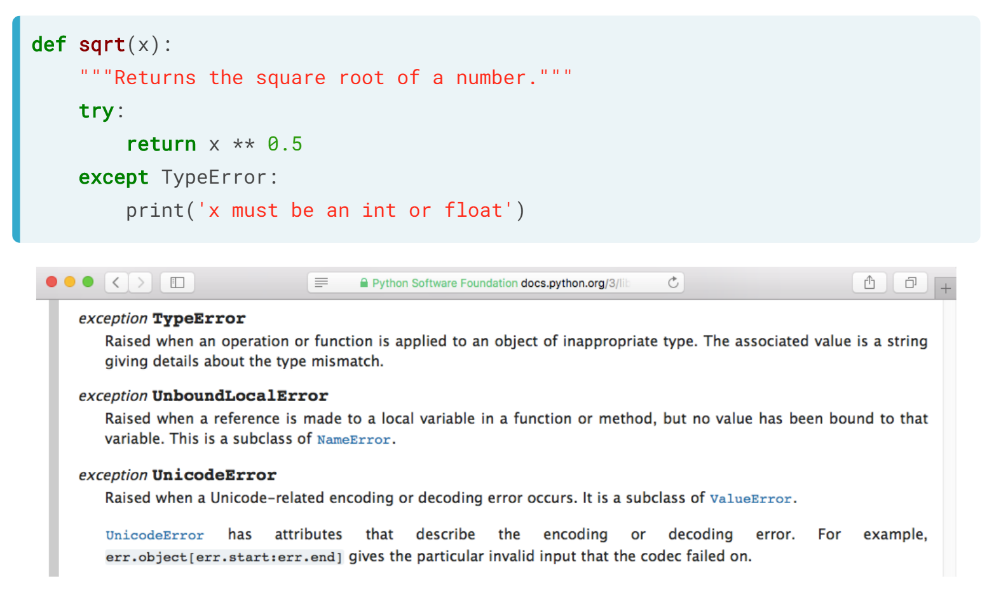 def sqrt(x):
    """Returns the square root of a number."""
    try:
        return x ** 0.5
    except TypeError:
        print('x must be an int or float')
Python Software Foundation docs.python.org/3/lib
exception TypeError
Raised when an operation or function is applied to an object of inappropriate type. The associated value is a string
giving details about the type mismatch.
exception UnboundLocalError
Raised when a reference is made to a local variable in a function or method, but no value has been bound to that
variable. This is a subclass of NameError.
exception UnicodeError
Raised when a Unicode-related encoding or decoding error occurs. It is a subclass of ValueError.
UnicodeError has attributes that describe the encoding or decoding error. For example,
err.object[err.start:err.end] gives the particular invalid input that the codec failed on.